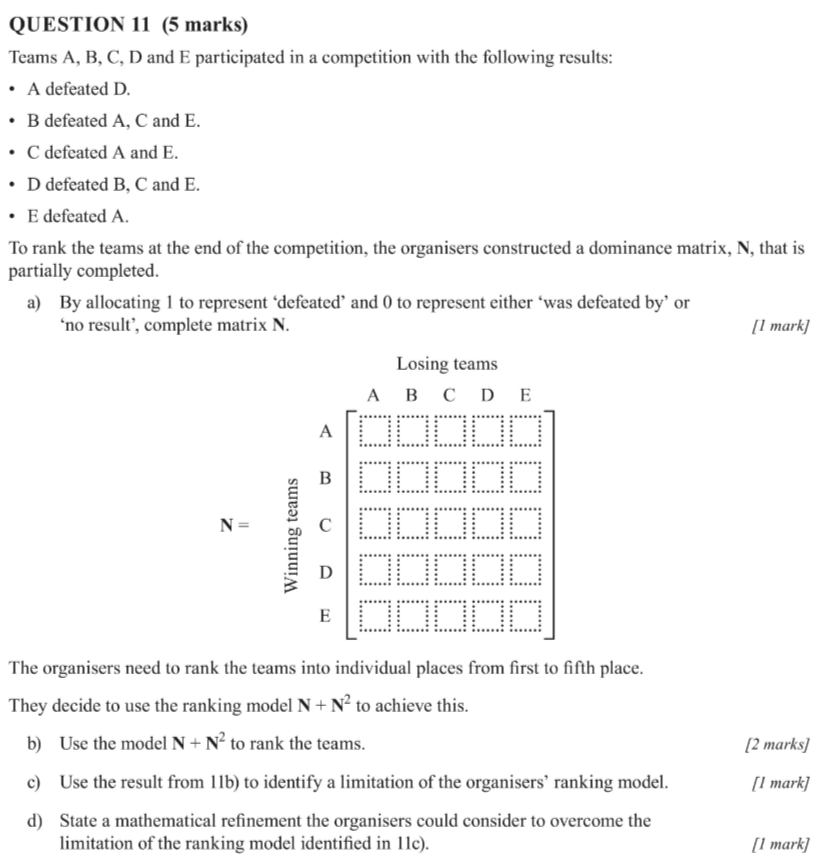 QUESTION 11 (5 marks)
Teams A, B, C, D and E participated in a competition with the following results:
• A defeated D.
• B defeated A, C and E.
• C defeated A and E.
• D defeated B, C and E.
• E defeated A.
To rank the teams at the end of the competition, the organisers constructed a dominance matrix, N, that is
partially completed.
a) By allocating 1 to represent ‘defeated’ and 0 to represent either ‘was defeated by’ or
‘no result’, complete matrix N. [1 mark]
Losing teams
A B C D E
A
B
N = Winning teams C
D
E
The organisers need to rank the teams into individual places from first to fifth place.
They decide to use the ranking model N + N² to achieve this.
b) Use the model N + N² to rank the teams. [2 marks]
c) Use the result from 11b) to identify a limitation of the organisers’ ranking model. [1 mark]
d) State a mathematical refinement the organisers could consider to overcome the
limitation of the ranking model identified in 11c). [1 mark]